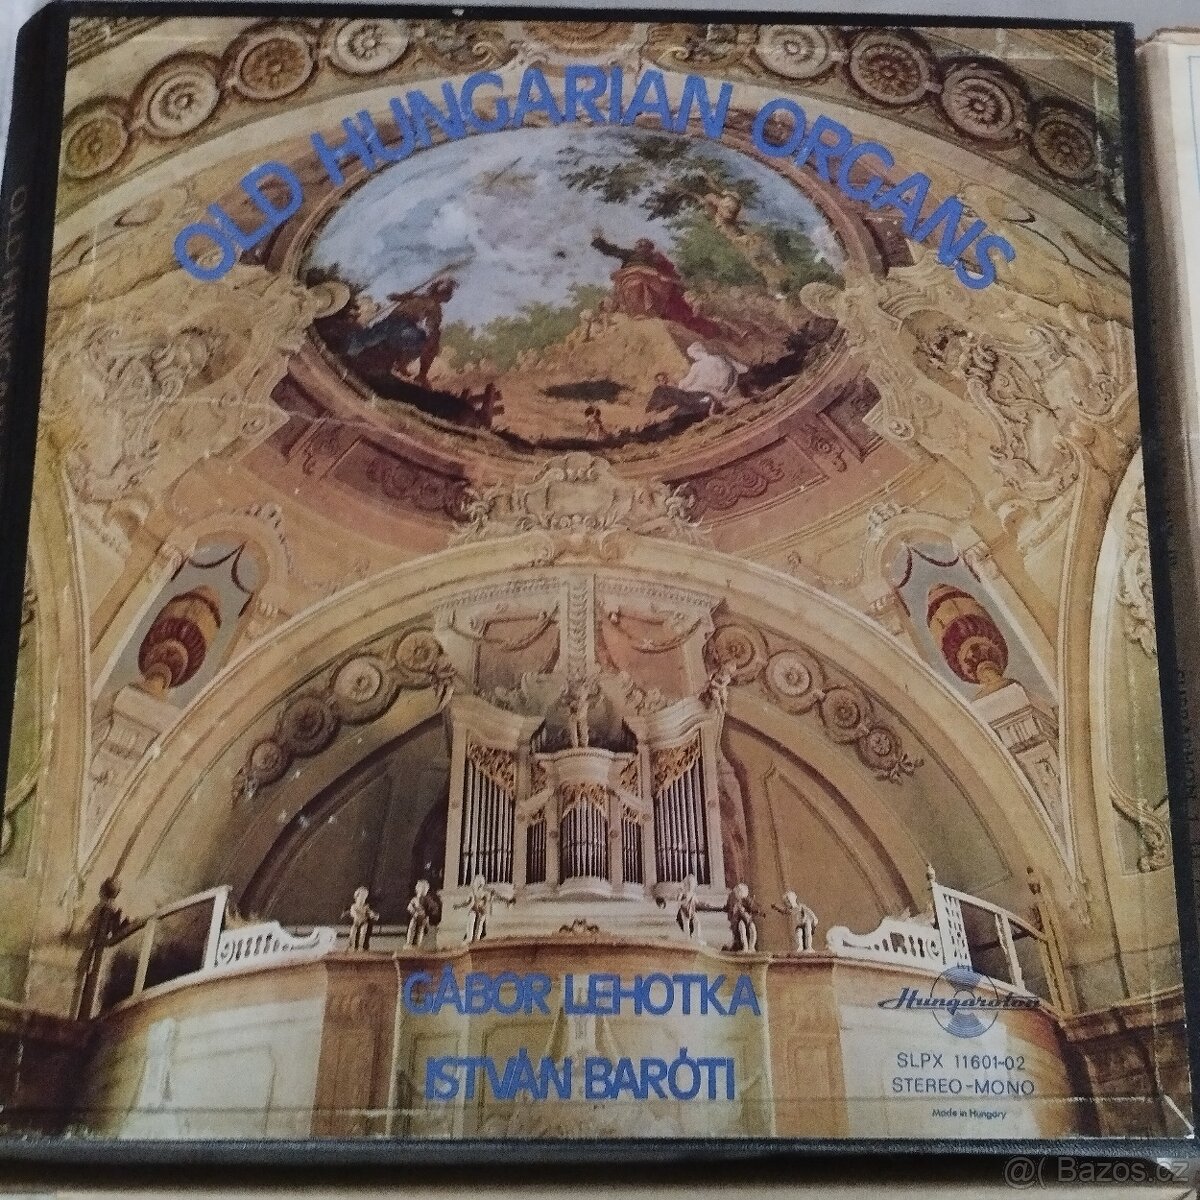 OLD HUNGARIAN ORGANS
GÁBOR LEHOTKA
ISTVÁN BARÓTI
Hungaroton
SLPX 11601-02
STEREO-MONO
Made in Hungary
@( Bazos.cz